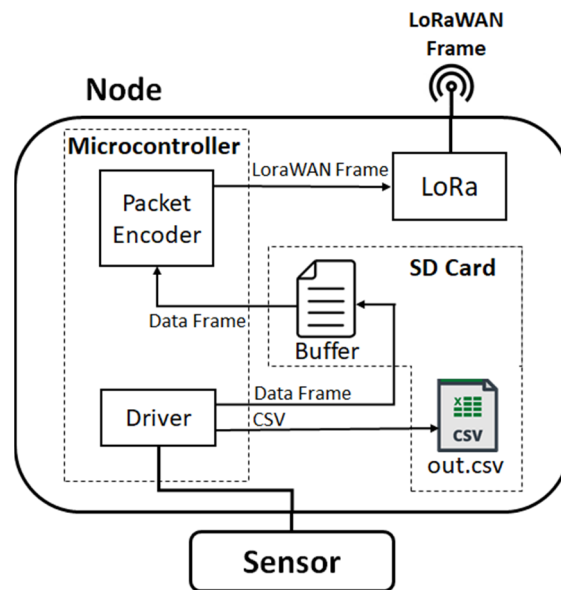 LoRaWAN
Frame
Node
Microcontroller
LoraWAN Frame
Packet
Encoder
LoRa
SD Card
Data Frame
Buffer
Data Frame
Driver
CSV
X
CSV
out.csv
Sensor